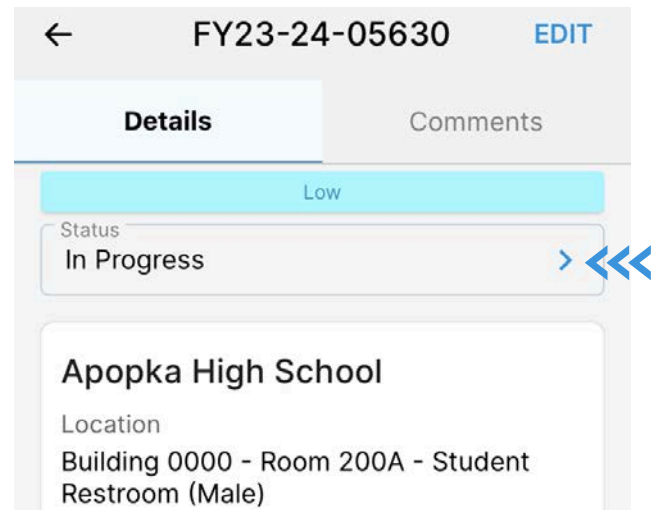 FY23-24-05630 EDIT
Details Comments
Low
Status
In Progress
Apopka High School
Location
Building 0000 - Room 200A - Student
Restroom (Male)